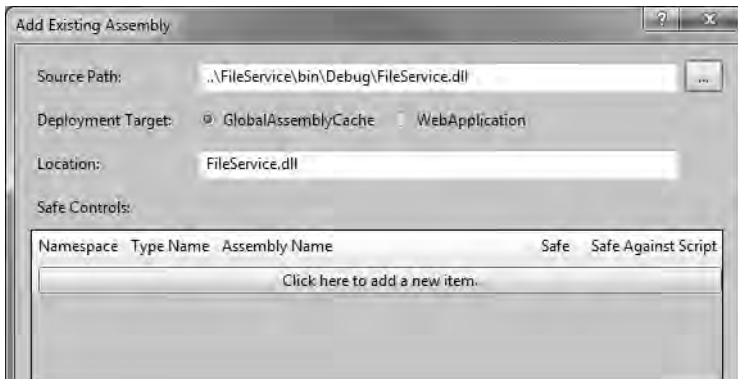 Add Existing Assembly
?
Source Path: ..\FileService\bin\Debug\FileService.dll ...
Deployment Target: GlobalAssemblyCache WebApplication
Location: FileService.dll
Safe Controls:
Namespace Type Name Assembly Name Safe Safe Against Script
Click here to add a new item.